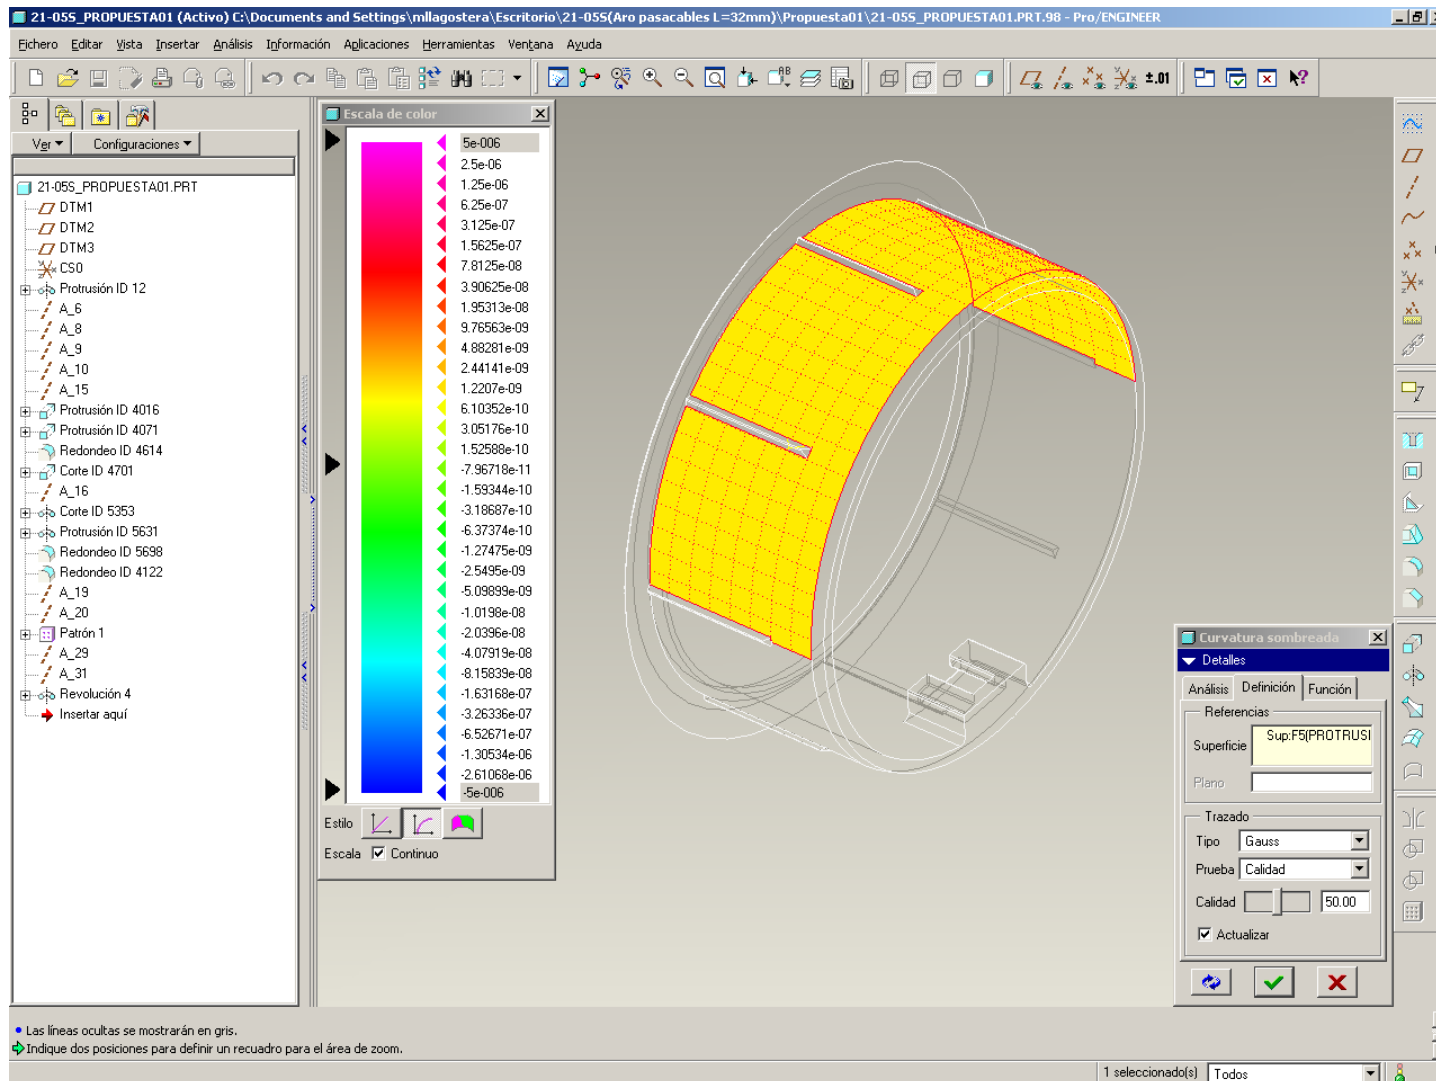 21-05S_PROPUESTA01 (Activo) C:\Documents and Settings\mllagostera\Escritorio\21-05S(Aro pasacables L=32mm)\Propuesta01\21-05S_PROPUESTA01.PRT.98 - Pro/ENGINEER
Fichero Editar Vista Insertar Análisis Información Aplicaciones Herramientas Ventana Ayuda
Ver Configuraciones
21-05S_PROPUESTA01.PRT
DTM1
DTM2
DTM3
CS0
Protrusión ID 12
A_6
A_8
A_9
A_10
A_15
Protrusión ID 4016
Protrusión ID 4071
Redondeo ID 4614
Corte ID 4701
A_16
Corte ID 5353
Protrusión ID 5631
Redondeo ID 5698
Redondeo ID 4122
A_19
A_20
Patrón 1
A_29
A_31
Revolución 4
Insertar aquí
Escala de color
5e-006
2.5e-06
1.25e-06
6.25e-07
3.125e-07
1.5625e-07
7.8125e-08
3.90625e-08
1.95313e-08
9.76563e-09
4.88281e-09
2.44141e-09
1.2207e-09
6.10352e-10
3.05176e-10
1.52588e-10
-7.96718e-11
-1.59344e-10
-3.18687e-10
-6.37374e-10
-1.27475e-09
-2.5495e-09
-5.09899e-09
-1.0198e-08
-2.0396e-08
-4.07919e-08
-8.15839e-08
-1.63168e-07
-3.26336e-07
-6.52671e-07
-1.30534e-06
-2.61068e-06
-5e-006
Estilo
Escala Continuo
Curvatura sombreada
Detalles
Análisis Definición Función
Referencias
Superficie Sup:F5(PROTRUSI
Plano
Trazado
Tipo Gauss
Prueba Calidad
Calidad 50.00
Actualizar
Las líneas ocultas se mostrarán en gris.
Indique dos posiciones para definir un recuadro para el área de zoom.
1 seleccionado(s) Todos